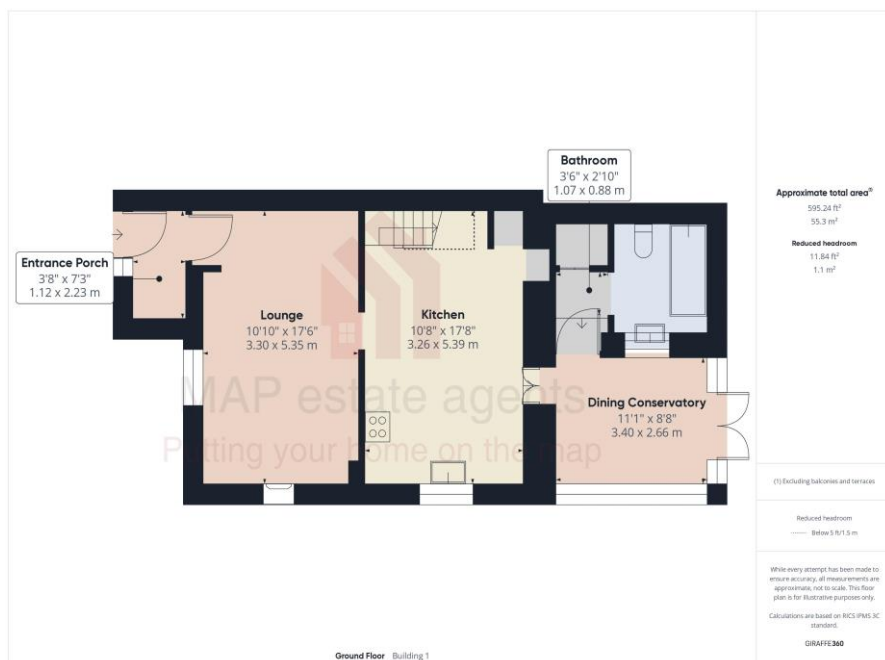 Bathroom
3'6" x 2'10"
1.07 x 0.88 m
Entrance Porch
3'8" x 7'3"
1.12 x 2.23 m
Lounge
10'10" x 17'6"
3.30 x 5.35 m
Kitchen
10'8" x 17'8"
3.26 x 5.39 m
Dining Conservatory
11'1" x 8'8"
3.40 x 2.66 m
MAP estate agents
Putting your home on the map
Ground Floor Building 1
Approximate total area⁽¹⁾
595.24 ft²
55.3 m²
Reduced headroom
11.84 ft²
1.1 m²
(1) Excluding balconies and terraces
Reduced headroom
Below 5 ft/1.5 m
While every attempt has been made to
ensure accuracy, all measurements are
approximate, not to scale. This floor
plan is for illustrative purposes only.
Calculations are based on RICS IPMS 3C
standard.
GIRAFFE360